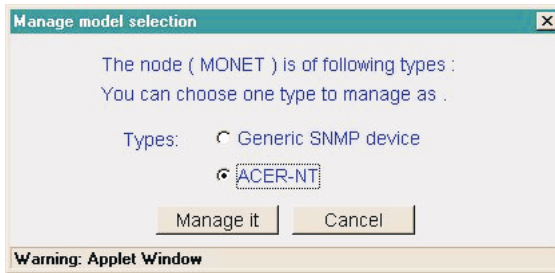 Manage model selection
The node ( MONET ) is of following types :
You can choose one type to manage as .
Types: Generic SNMP device
ACER-NT
Manage it Cancel
Warning: Applet Window